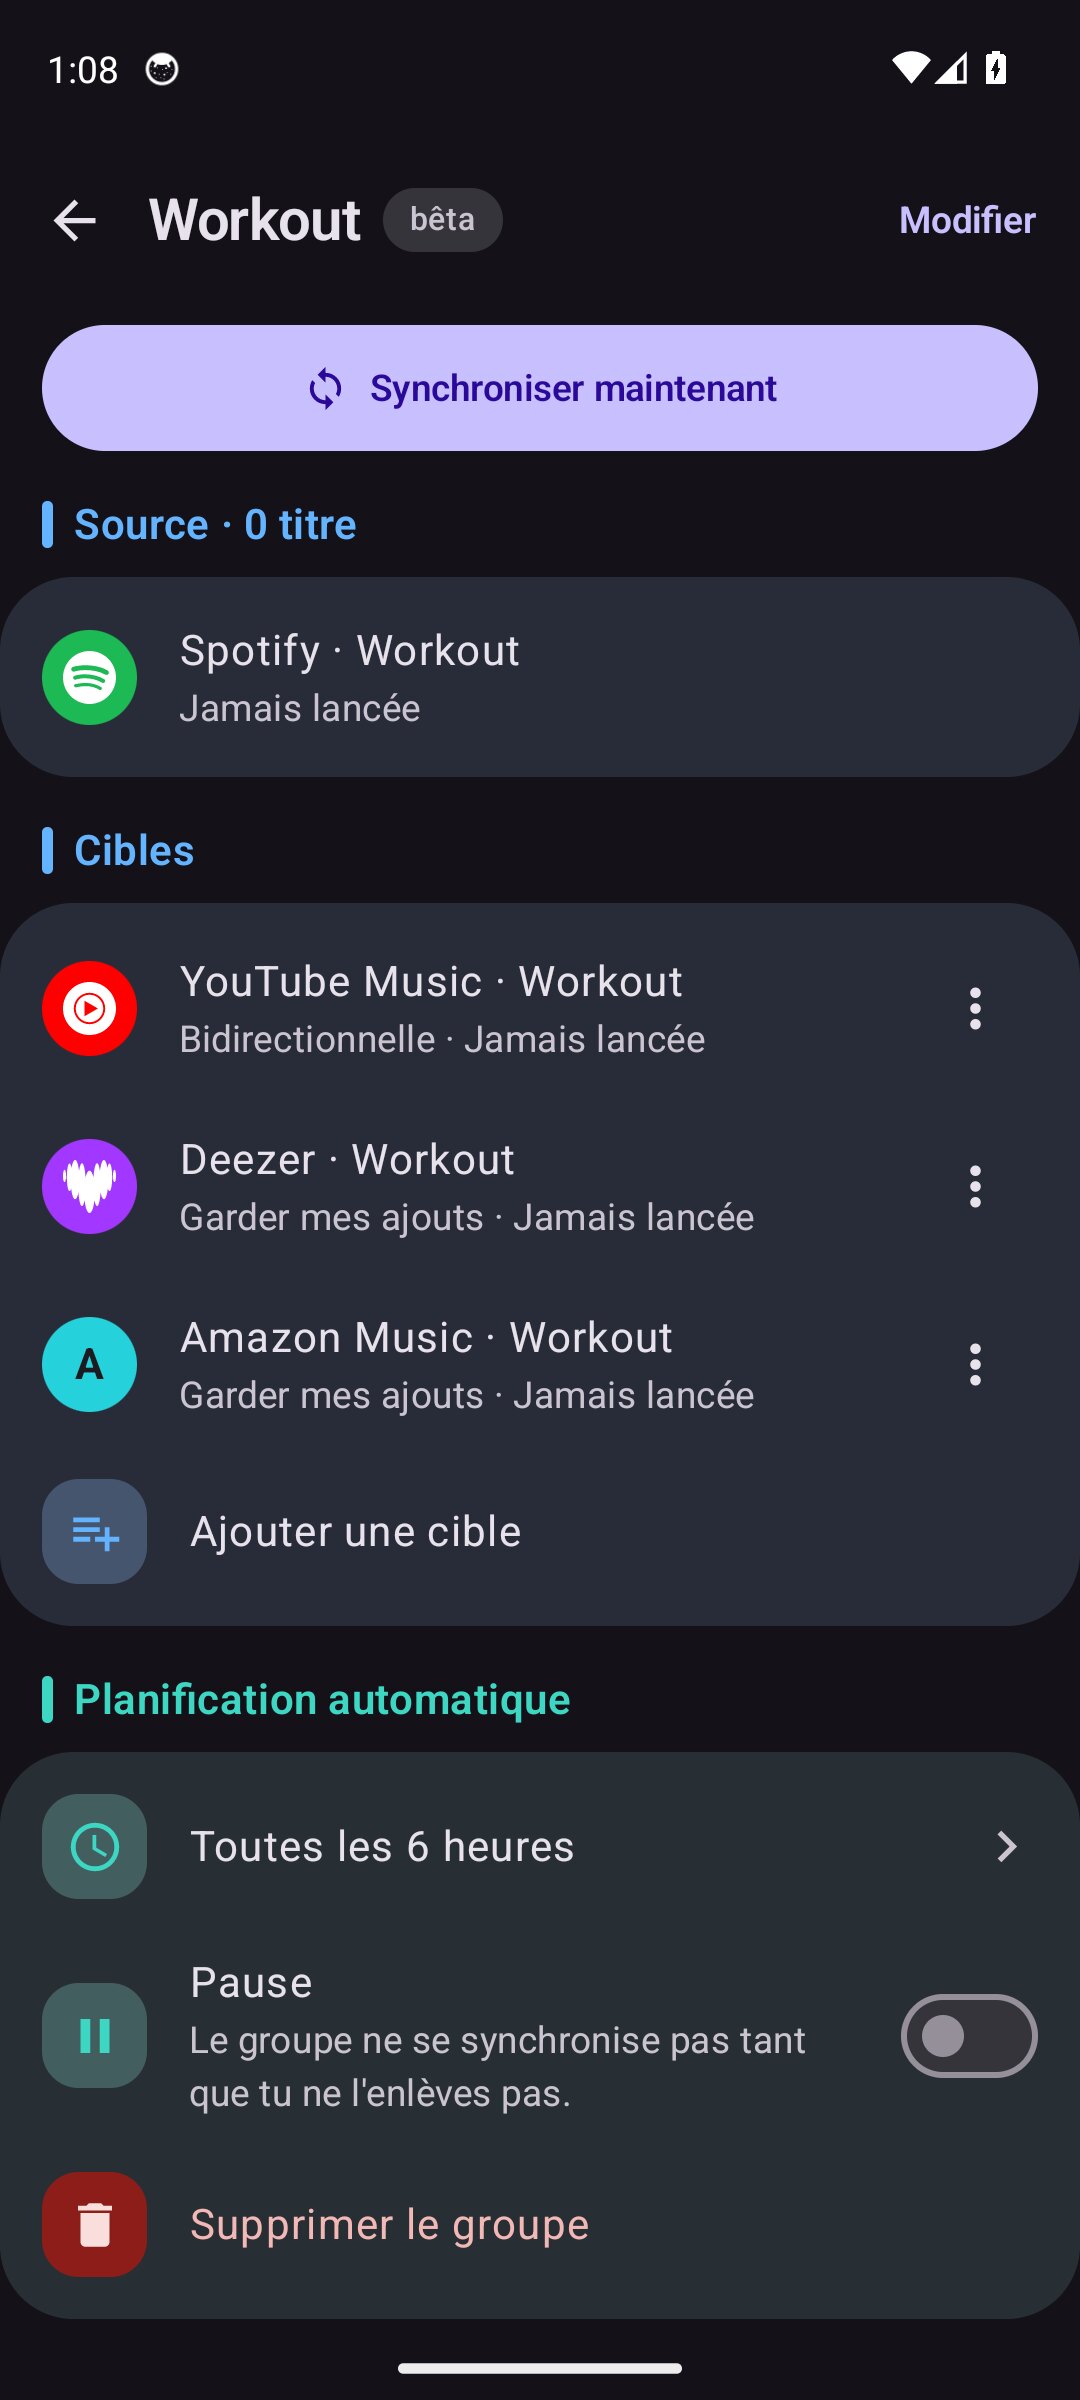 1:08
Workout
bêta
Modifier
Synchroniser maintenant
Source · 0 titre
Spotify · Workout
Jamais lancée
Cibles
YouTube Music · Workout
Bidirectionnelle · Jamais lancée
Deezer · Workout
Garder mes ajouts · Jamais lancée
A
Amazon Music · Workout
Garder mes ajouts · Jamais lancée
Ajouter une cible
Planification automatique
Toutes les 6 heures
Pause
Le groupe ne se synchronise pas tant
que tu ne l'enlèves pas.
Supprimer le groupe